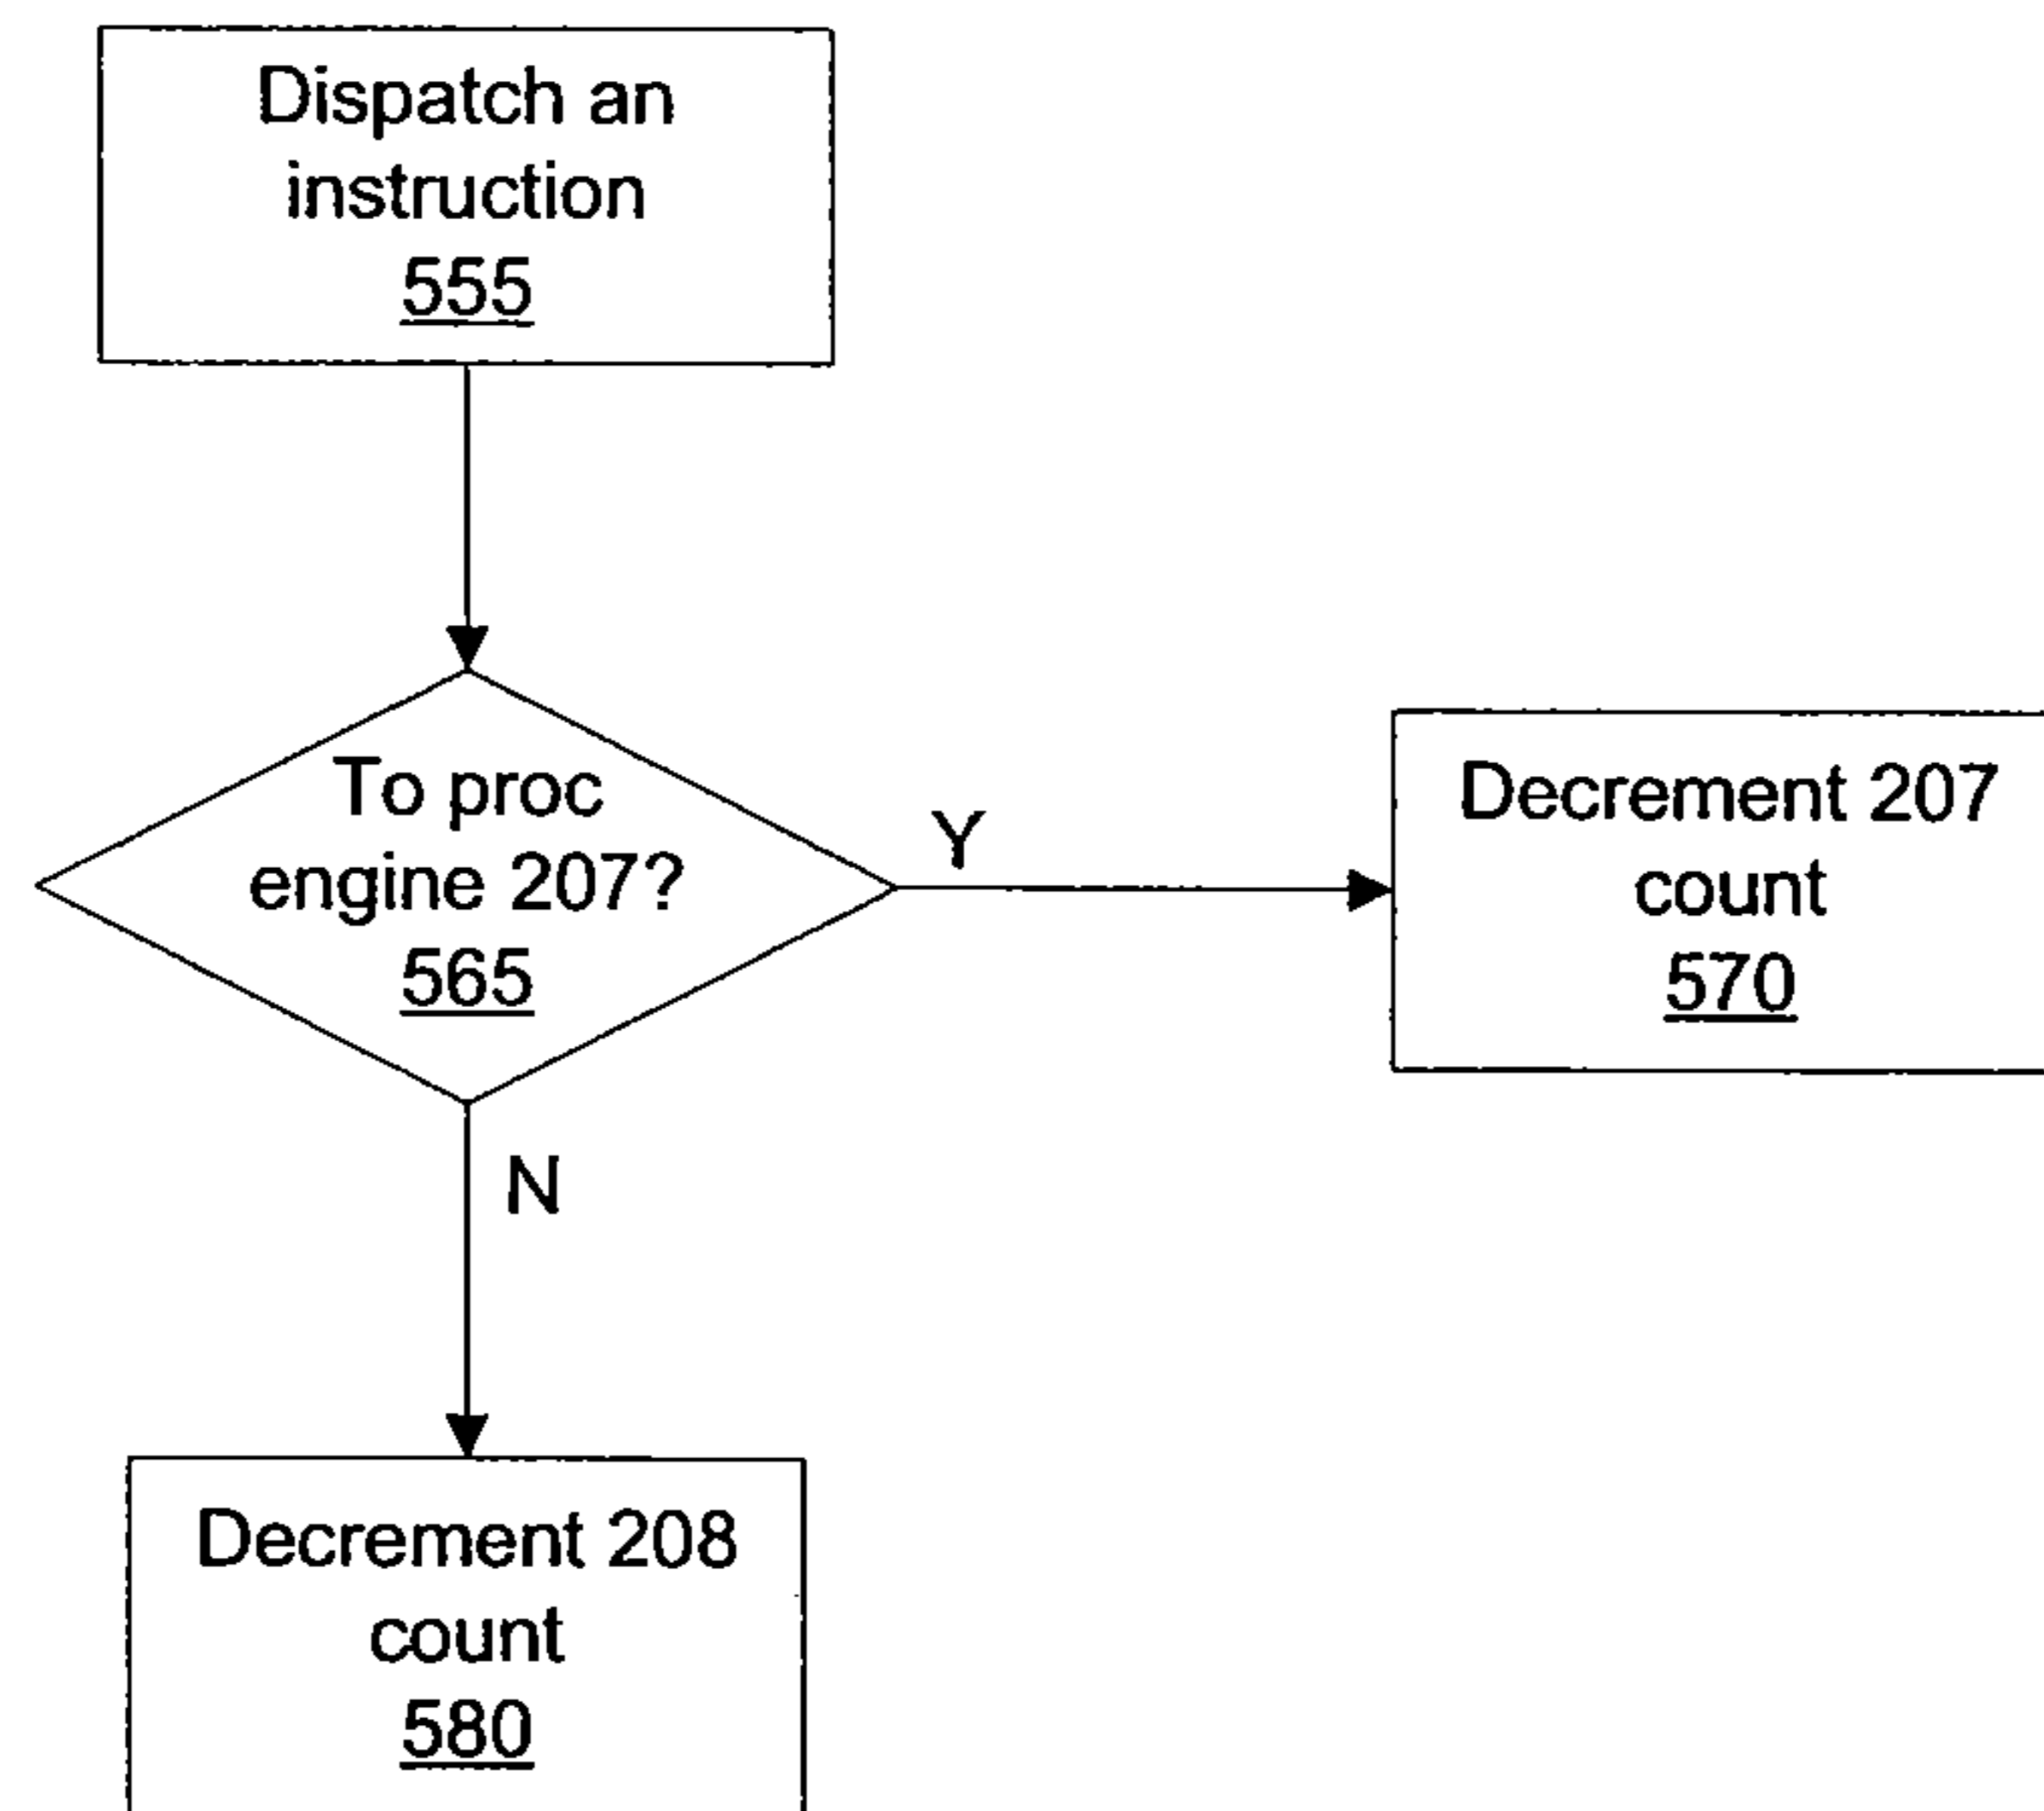 Dispatch an
instruction
555
To proc
engine 207?
565
Y
Decrement 207
count
570
N
Decrement 208
count
580